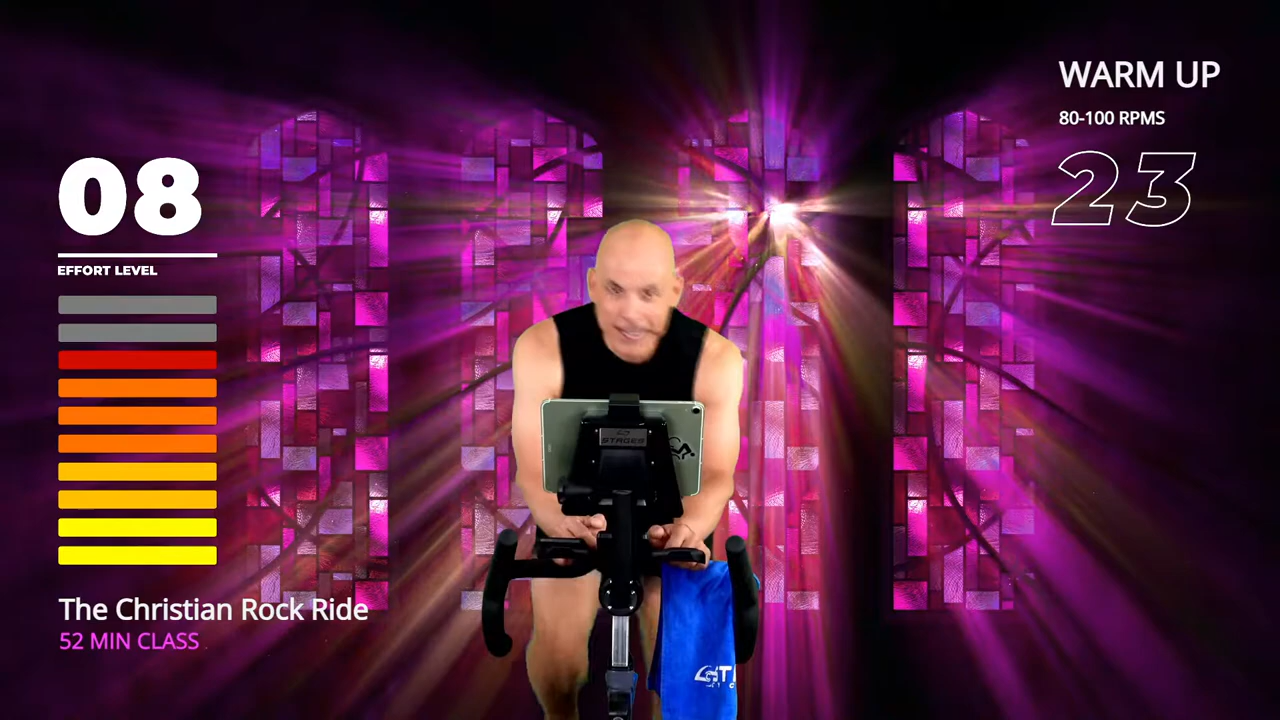 WARM UP
80-100 RPMS
23
08
EFFORT LEVEL
STAGES
The Christian Rock Ride
52 MIN CLASS